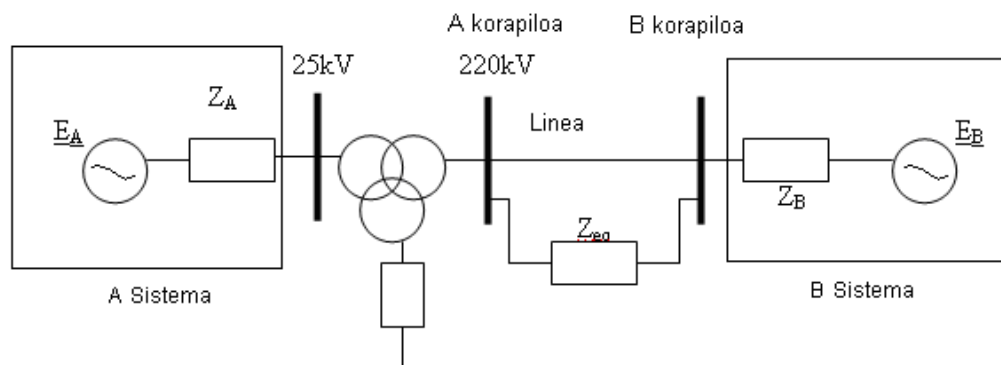 A korapiloa
B korapiloa
25kV
220kV
Z_A
E_A
Linea
E_B
Z_B
Z_eq
A Sistema
B Sistema